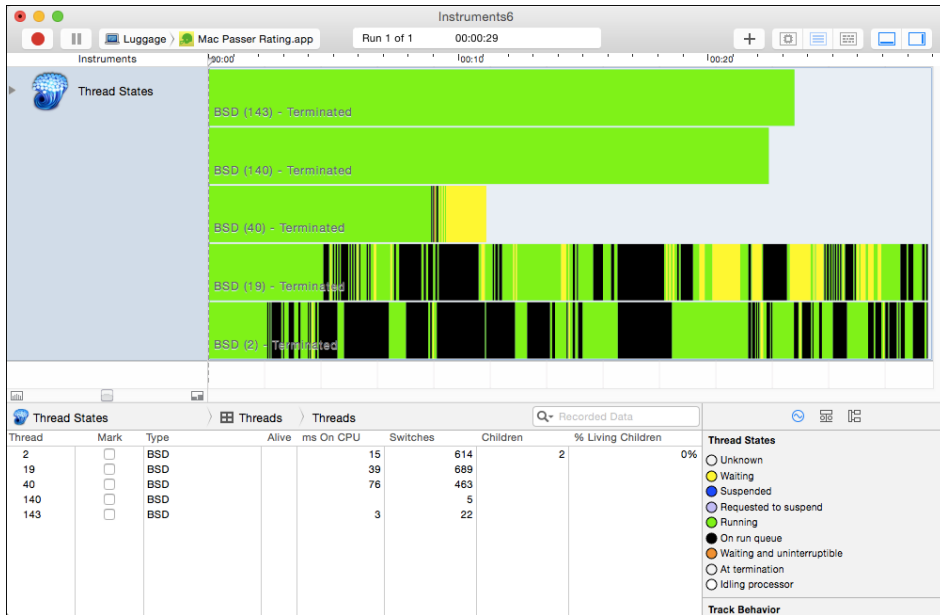 Instruments6
Luggage Mac Passer Rating.app
Run 1 of 1 00:00:29
Instruments
00:00 00:10 00:20
Thread States
BSD (143) - Terminated
BSD (140) - Terminated
BSD (40) - Terminated
BSD (19) - Terminated
BSD (2) - Terminated
Thread States Threads Threads Recorded Data
Thread Mark Type Alive ms On CPU Switches Children % Living Children
2 BSD 15 614 2 0%
19 BSD 39 689
40 BSD 76 463
140 BSD 5
143 BSD 3 22
Thread States
Unknown
Waiting
Suspended
Requested to suspend
Running
On run queue
Waiting and uninterruptible
At termination
Idling processor
Track Behavior